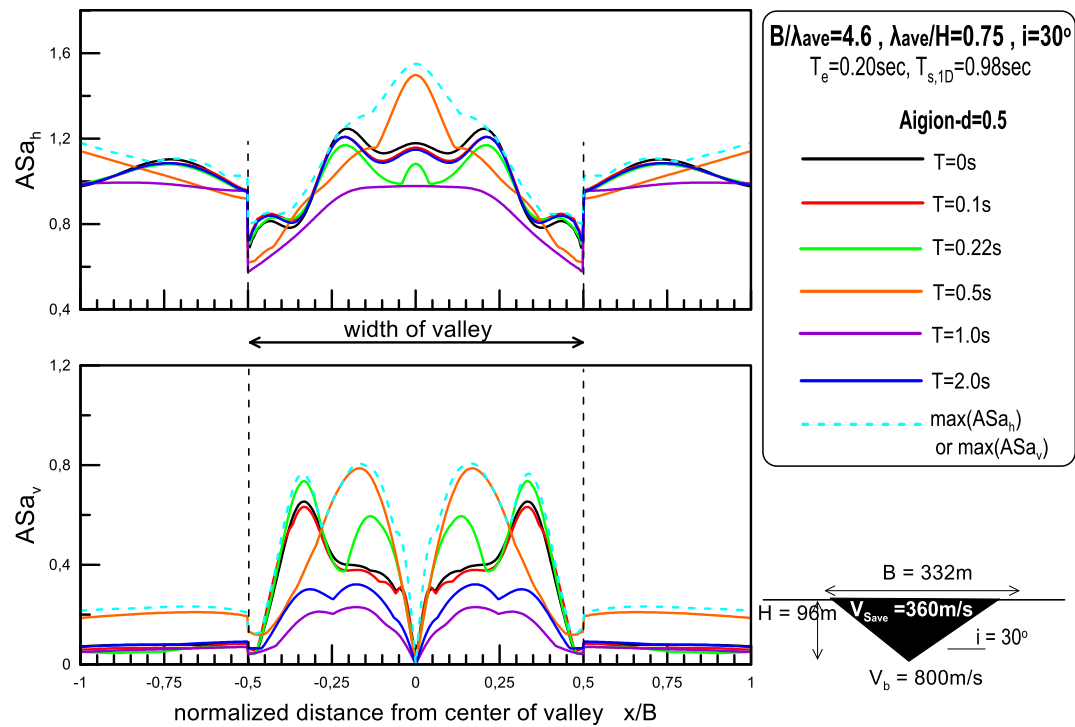 1,6
1,2
0,8
0,4
ASa_h
width of valley
1,2
0,8
0,4
0
ASa_v
-1
-0,75
-0,5
-0,25
0
0,25
0,5
0,75
1
normalized distance from center of valley x/B
B/λave=4.6 , λave/H=0.75 , i=30º
T_e=0.20sec, T_s,1D=0.98sec
Aigion-d=0.5
T=0s
T=0.1s
T=0.22s
T=0.5s
T=1.0s
T=2.0s
max(ASa_h)
or max(ASa_v)
B = 332m
H = 96m
V_Save =360m/s
i = 30º
V_b = 800m/s